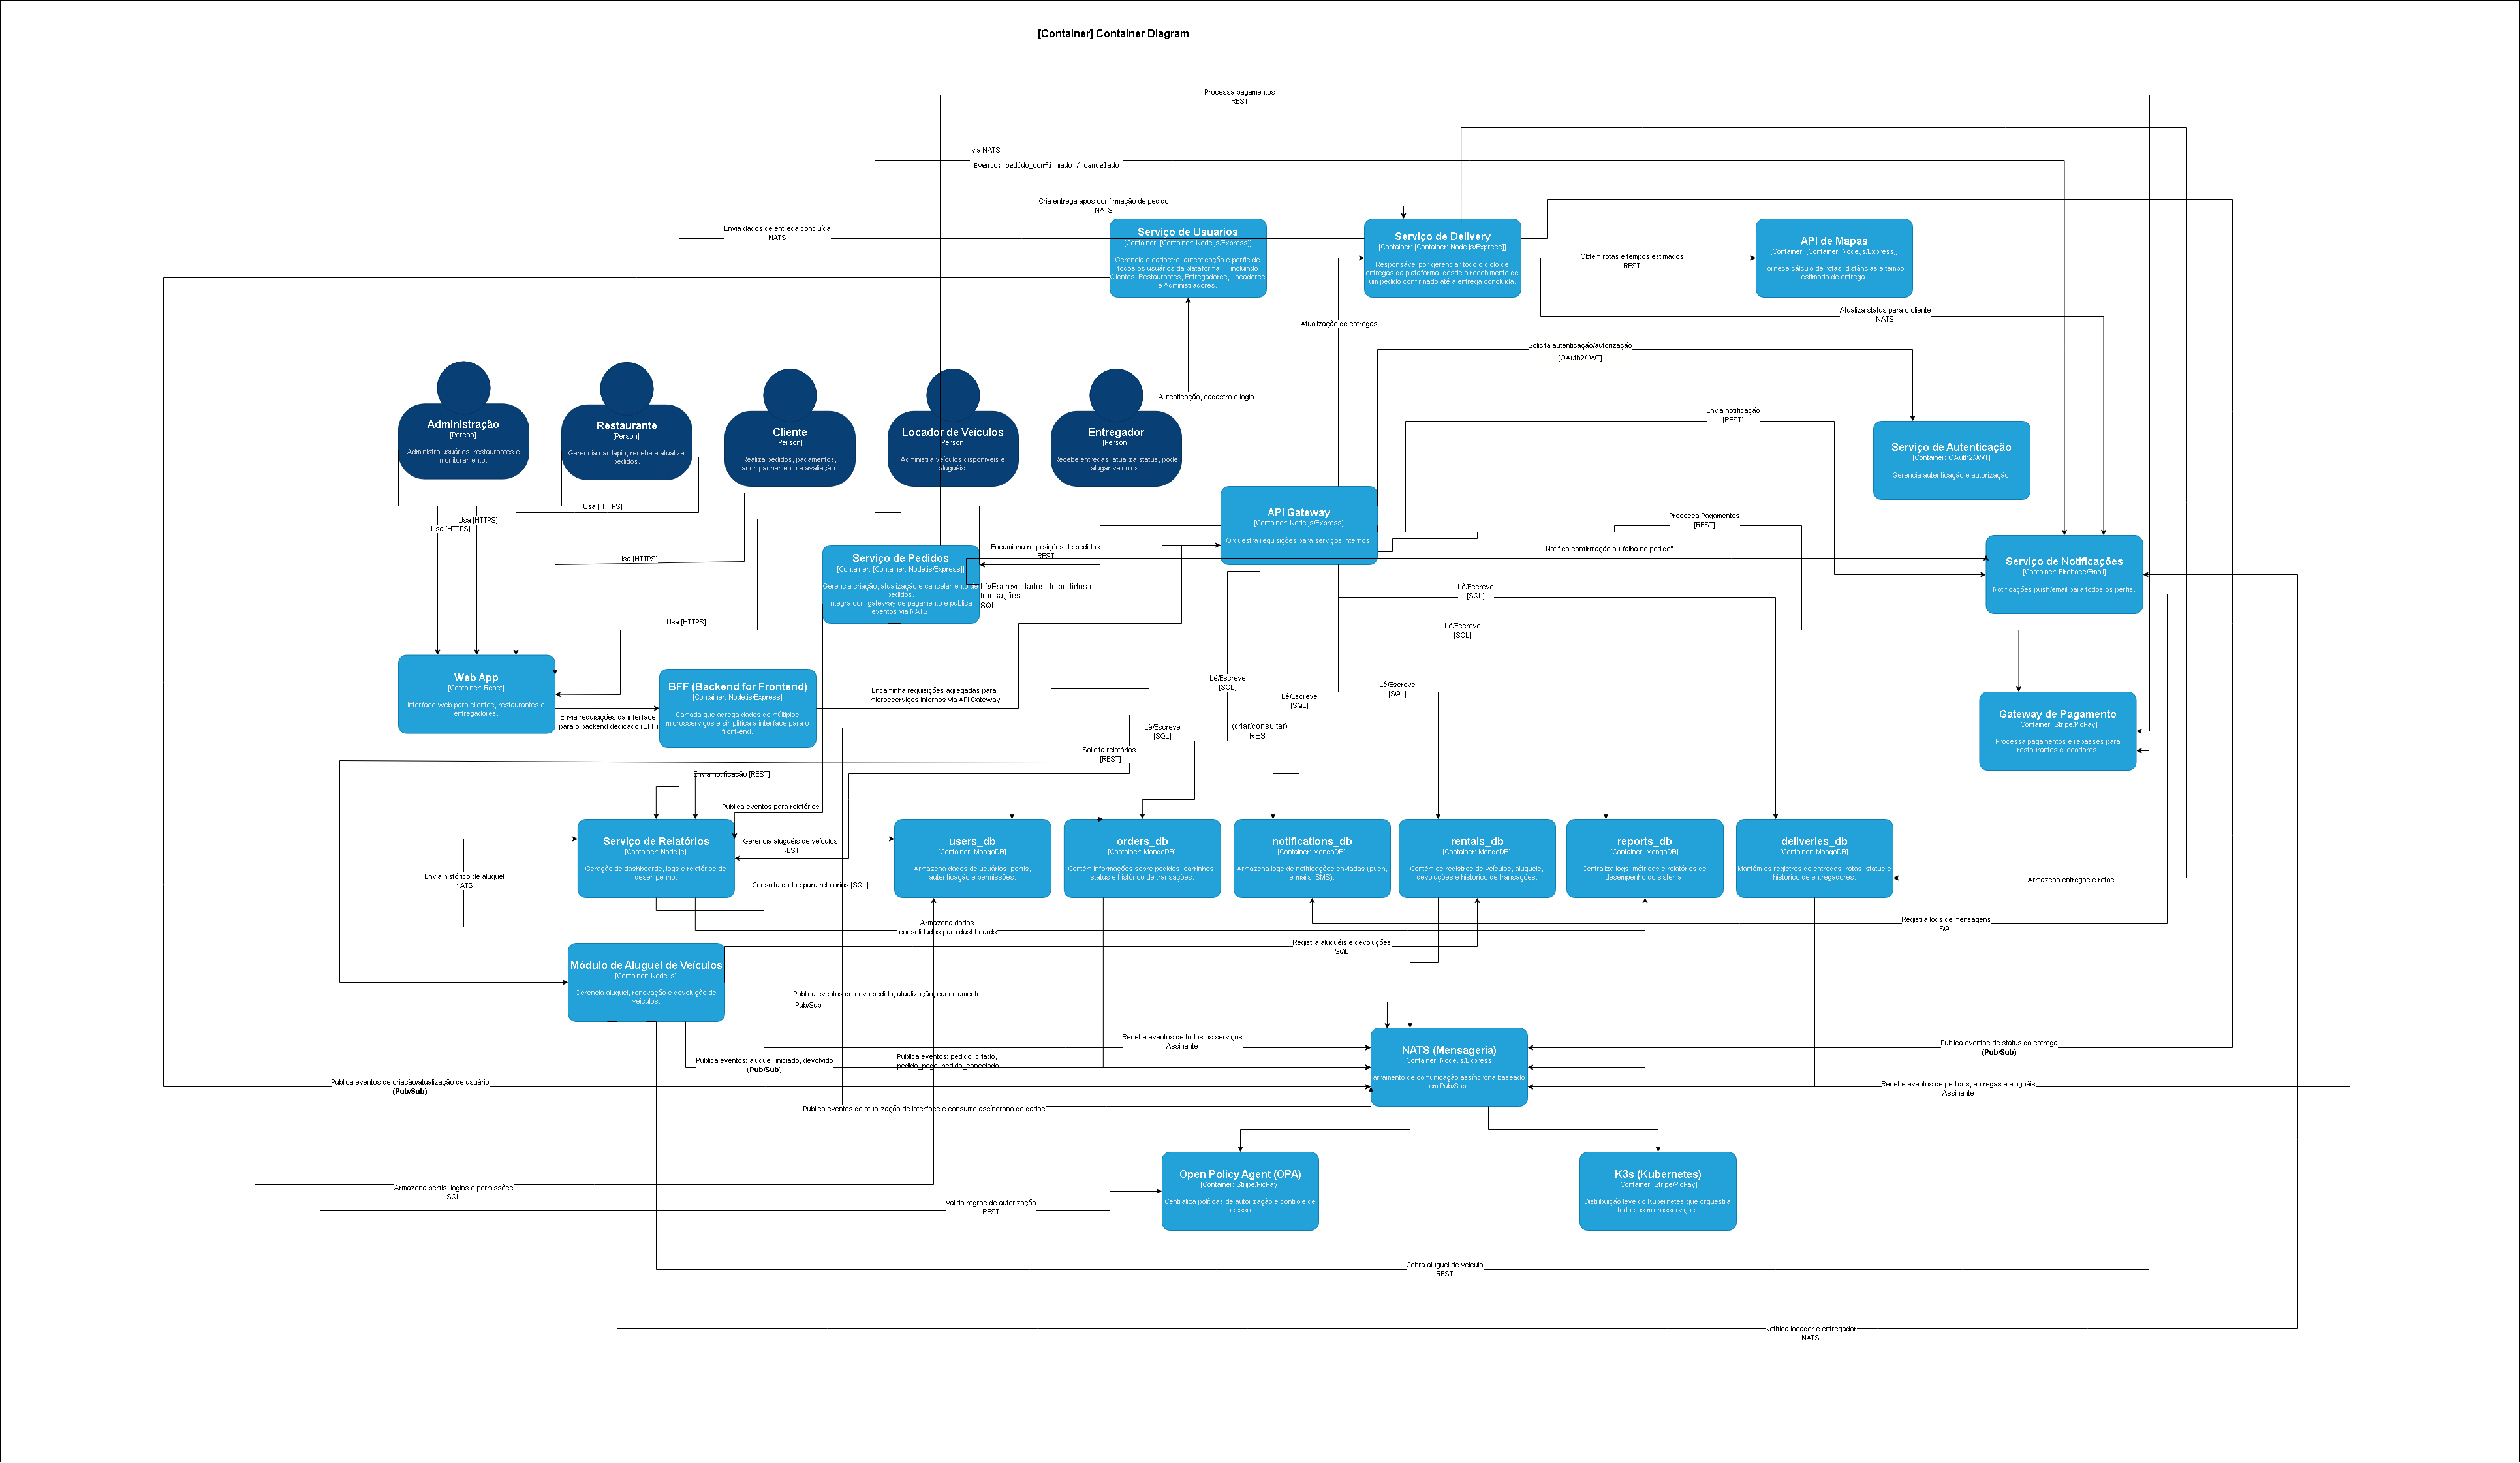 [Container] Container Diagram
Processa pagamentos
REST
via NATS
Evento: pedido_confirmado / cancelado
Cria entrega após confirmação de pedido
NATS
Envia dados de entrega concluída
NATS
Serviço de Usuarios
[Container: [Container: Node.js/Express]]
Gerencia o cadastro, autenticação e perfis de
todos os usuários da plataforma — incluindo
Clientes, Restaurantes, Entregadores, Locadores
e Administradores.
Serviço de Delivery
[Container: [Container: Node.js/Express]]
Responsável por gerenciar todo o ciclo de
entregas da plataforma, desde o recebimento de
um pedido confirmado até a entrega concluída.
Obtém rotas e tempos estimados
REST
API de Mapas
[Container: [Container: Node.js/Express]]
Fornece cálculo de rotas, distâncias e tempo
estimado de entrega.
Atualiza status para o cliente
NATS
Atualização de entregas
Solicita autenticação/autorização
[OAuth2/JWT]
Autenticação, cadastro e login
Envia notificação
[REST]
Administração
[Person]
Administra usuários, restaurantes e
monitoramento.
Restaurante
[Person]
Gerencia cardápio, recebe e atualiza
pedidos.
Cliente
[Person]
Realiza pedidos, pagamentos,
acompanhamento e avaliação.
Locador de Veículos
[Person]
Administra veículos disponíveis e
aluguéis.
Entregador
[Person]
Recebe entregas, atualiza status, pode
alugar veículos.
Serviço de Autenticação
[Container: OAuth2/JWT]
Gerencia autenticação e autorização.
API Gateway
[Container: Node.js/Express]
Orquestra requisições para serviços internos.
Usa [HTTPS]
Usa [HTTPS]
Usa [HTTPS]
Usa [HTTPS]
Usa [HTTPS]
Processa Pagamentos
[REST]
Encaminha requisições de pedidos
REST
Notifica confirmação ou falha no pedido"
Serviço de Pedidos
[Container: [Container: Node.js/Express]]
Gerencia criação, atualização e cancelamento de
pedidos.
Integra com gateway de pagamento e publica
eventos via NATS.
Lê/Escreve dados de pedidos e
transações
SQL
Serviço de Notificações
[Container: Firebase/Email]
Notificações push/email para todos os perfis.
Lê/Escreve
[SQL]
Lê/Escreve
[SQL]
Lê/Escreve
[SQL]
Lê/Escreve
[SQL]
Lê/Escreve
[SQL]
Lê/Escreve
[SQL]
Web App
[Container: React]
Interface web para clientes, restaurantes e
entregadores.
Envia requisições da interface
para o backend dedicado (BFF)
BFF (Backend for Frontend)
[Container: Node.js/Express]
Camada que agrega dados de múltiplos
microserviços e simplifica a interface para o
front-end.
Encaminha requisições agregadas para
microserviços internos via API Gateway
(criar/consultar)
REST
Solicita relatórios
[REST]
Gateway de Pagamento
[Container: Stripe/PicPay]
Processa pagamentos e repasses para
restaurantes e locadores.
Envia notificação [REST]
Publica eventos para relatórios
Gerencia aluguéis de veículos
REST
Serviço de Relatórios
[Container: Node.js]
Geração de dashboards, logs e relatórios de
desempenho.
Consulta dados para relatórios [SQL]
users_db
[Container: MongoDB]
Armazena dados de usuários, perfis,
autenticação e permissões.
orders_db
[Container: MongoDB]
Contém informações sobre pedidos, carrinhos,
status e histórico de transações.
notifications_db
[Container: MongoDB]
Armazena logs de notificações enviadas (push,
e-mails, SMS).
rentals_db
[Container: MongoDB]
Contém os registros de veículos, alugueis,
devoluções e histórico de transações.
reports_db
[Container: MongoDB]
Centraliza logs, métricas e relatórios de
desempenho do sistema.
deliveries_db
[Container: MongoDB]
Mantém os registros de entregas, rotas, status e
histórico de entregadores.
Armazena entregas e rotas
Envia histórico de aluguel
NATS
Armazena dados
consolidados para dashboards
Registra logs de mensagens
SQL
Registra aluguéis e devoluções
SQL
Módulo de Aluguel de Veículos
[Container: Node.js]
Gerencia aluguel, renovação e devolução de
veículos.
Publica eventos de novo pedido, atualização, cancelamento
Pub/Sub
Recebe eventos de todos os serviços
Assinante
Publica eventos: aluguel_iniciado, devolvido
(Pub/Sub)
Publica eventos: pedido_criado,
pedido_pago, pedido_cancelado
NATS (Mensageria)
[Container: Node.js/Express]
arramento de comunicação assíncrona baseado
em Pub/Sub.
Publica eventos de status da entrega
(Pub/Sub)
Publica eventos de criação/atualização de usuário
(Pub/Sub)
Recebe eventos de pedidos, entregas e aluguéis
Assinante
Publica eventos de atualização de interface e consumo assíncrono de dados
Open Policy Agent (OPA)
[Container: Stripe/PicPay]
Centraliza políticas de autorização e controle de
acesso.
K3s (Kubernetes)
[Container: Stripe/PicPay]
Distribuição leve do Kubernetes que orquestra
todos os microserviços.
Armazena perfis, logins e permissões
SQL
Valida regras de autorização
REST
Cobra aluguel de veículo
REST
Notifica locador e entregador
NATS